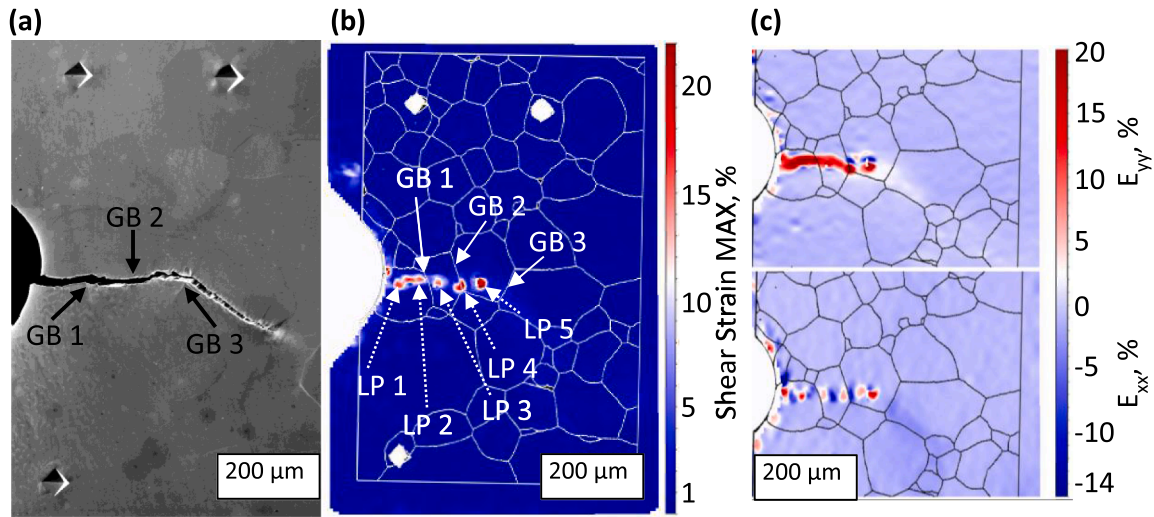 (a)
GB 2
GB 1
GB 3
200 µm
(b)
GB 1
GB 2
GB 3
LP 5
LP 4
LP 1
LP 3
LP 2
200 µm
20
15
10
5
1
Shear Strain MAX, %
(c)
200 µm
20
15
10
5
0
-5
-10
-14
Eyy, %
Exx, %